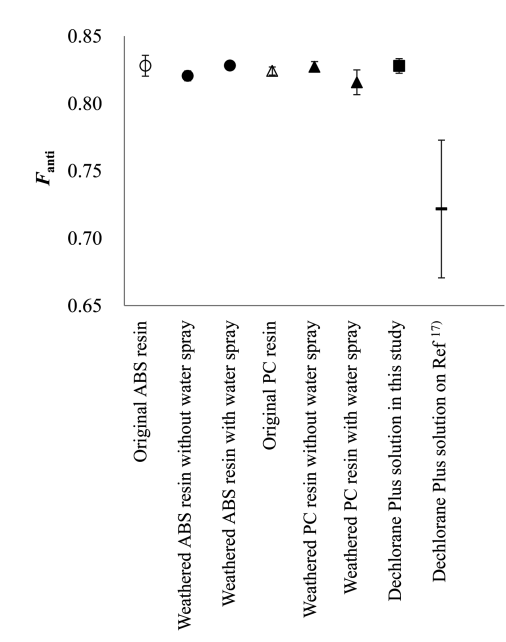 0.85
0.80
0.75
0.70
0.65
Fanti
Original ABS resin
Weathered ABS resin without water spray
Weathered ABS resin with water spray
Original PC resin
Weathered PC resin without water spray
Weathered PC resin with water spray
Dechlorane Plus solution in this study
Dechlorane Plus solution on Ref 17)